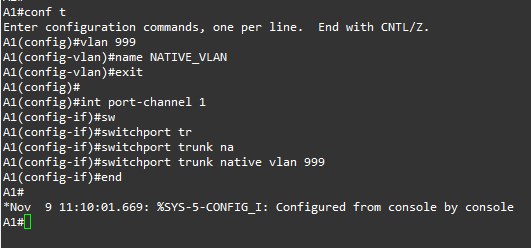 A1#conf t
Enter configuration commands, one per line.  End with CNTL/Z.
A1(config)#vlan 999
A1(config-vlan)#name NATIVE_VLAN
A1(config-vlan)#exit
A1(config)#
A1(config)#int port-channel 1
A1(config-if)#sw
A1(config-if)#switchport tr
A1(config-if)#switchport trunk na
A1(config-if)#switchport trunk native vlan 999
A1(config-if)#end
A1#
*Nov  9 11:10:01.669: %SYS-5-CONFIG_I: Configured from console by console
A1#